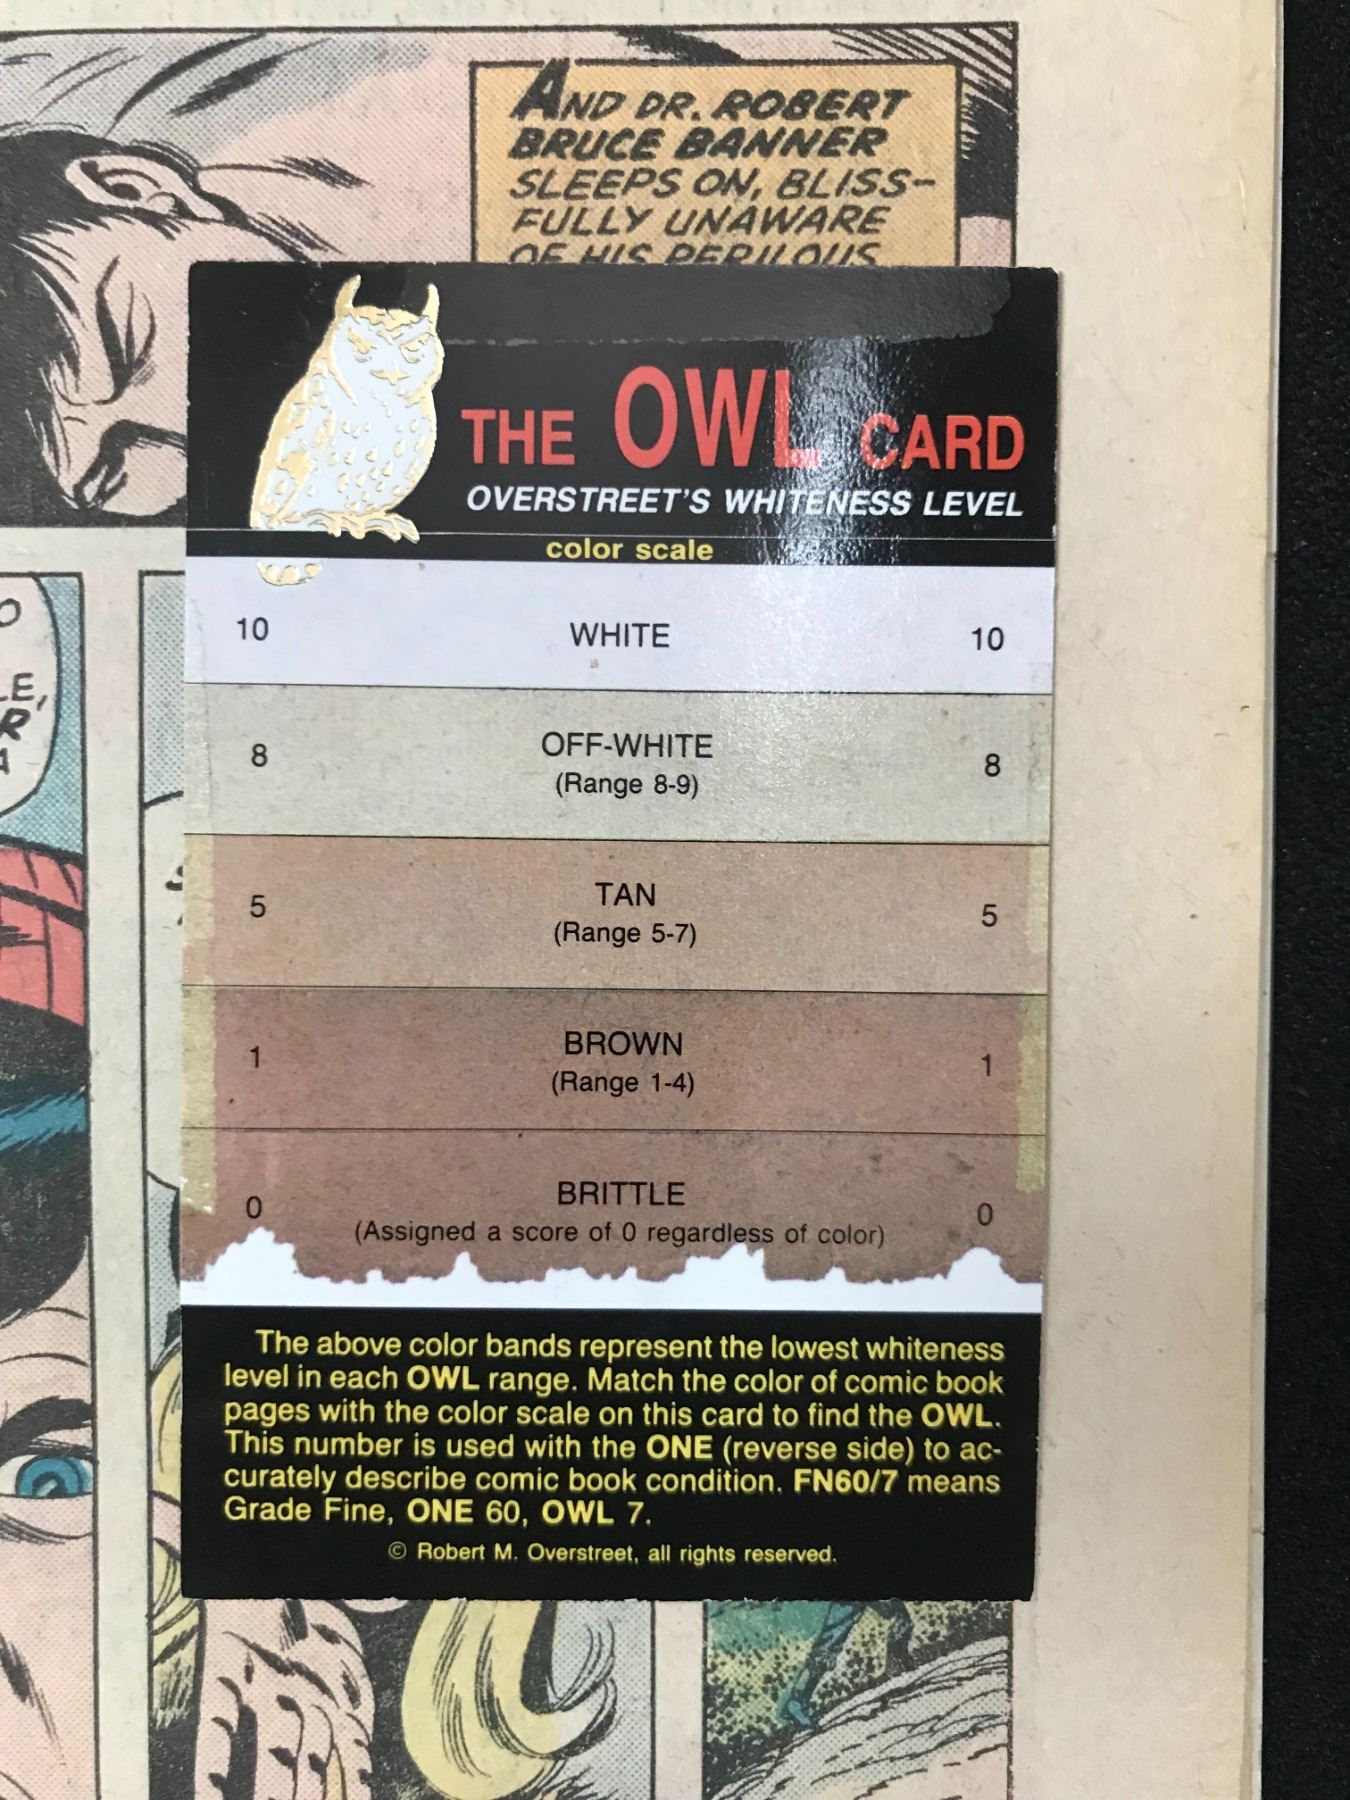 AND DR. ROBERT
BRUCE BANNER
SLEEPS ON, BLISS-
FULLY UNAWARE
OF HIS PERILOUS
THE OWL CARD
OVERSTREET'S WHITENESS LEVEL
color scale
10 WHITE 10
8 OFF-WHITE 8
(Range 8-9)
5 TAN 5
(Range 5-7)
1 BROWN 1
(Range 1-4)
0 BRITTLE 0
(Assigned a score of 0 regardless of color)
The above color bands represent the lowest whiteness
level in each OWL range. Match the color of comic book
pages with the color scale on this card to find the OWL.
This number is used with the ONE (reverse side) to ac-
curately describe comic book condition. FN60/7 means
Grade Fine, ONE 60, OWL 7.
© Robert M. Overstreet, all rights reserved.